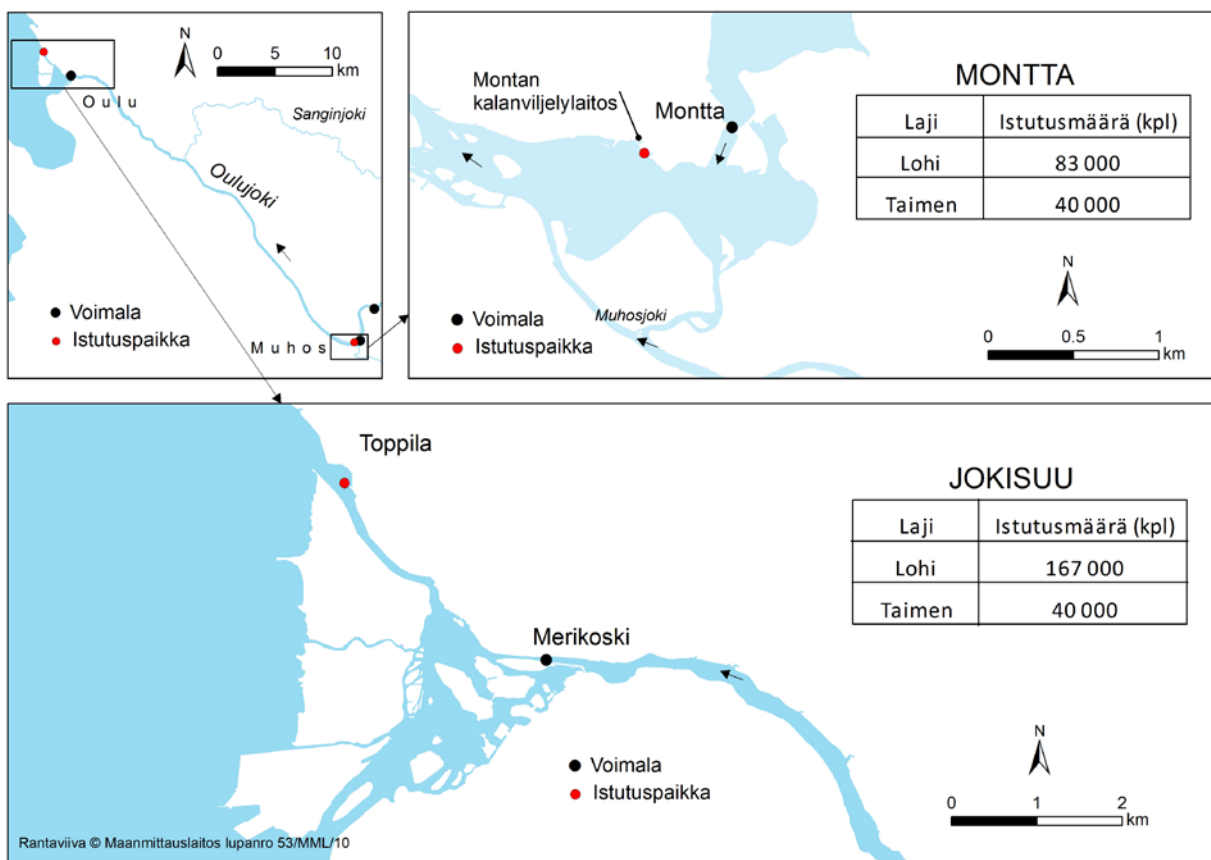 N
0 5 10
km
Oulu
Sanginjoki
Oulujoki
Voimala
Istutuspaikka
Muhos
Montan
kalanviljelylaitos
Montta
MONTTA
Laji Istutusmäärä (kpl)
Lohi 83 000
Taimen 40 000
N
Muhosjoki
Voimala
Istutuspaikka
0 0.5 1
km
Toppila
JOKISUU
Laji Istutusmäärä (kpl)
Lohi 167 000
Taimen 40 000
Merikoski
N
Voimala
Istutuspaikka
0 1 2
km
Rantaviiva © Maanmittauslaitos lupanro 53/MML/10